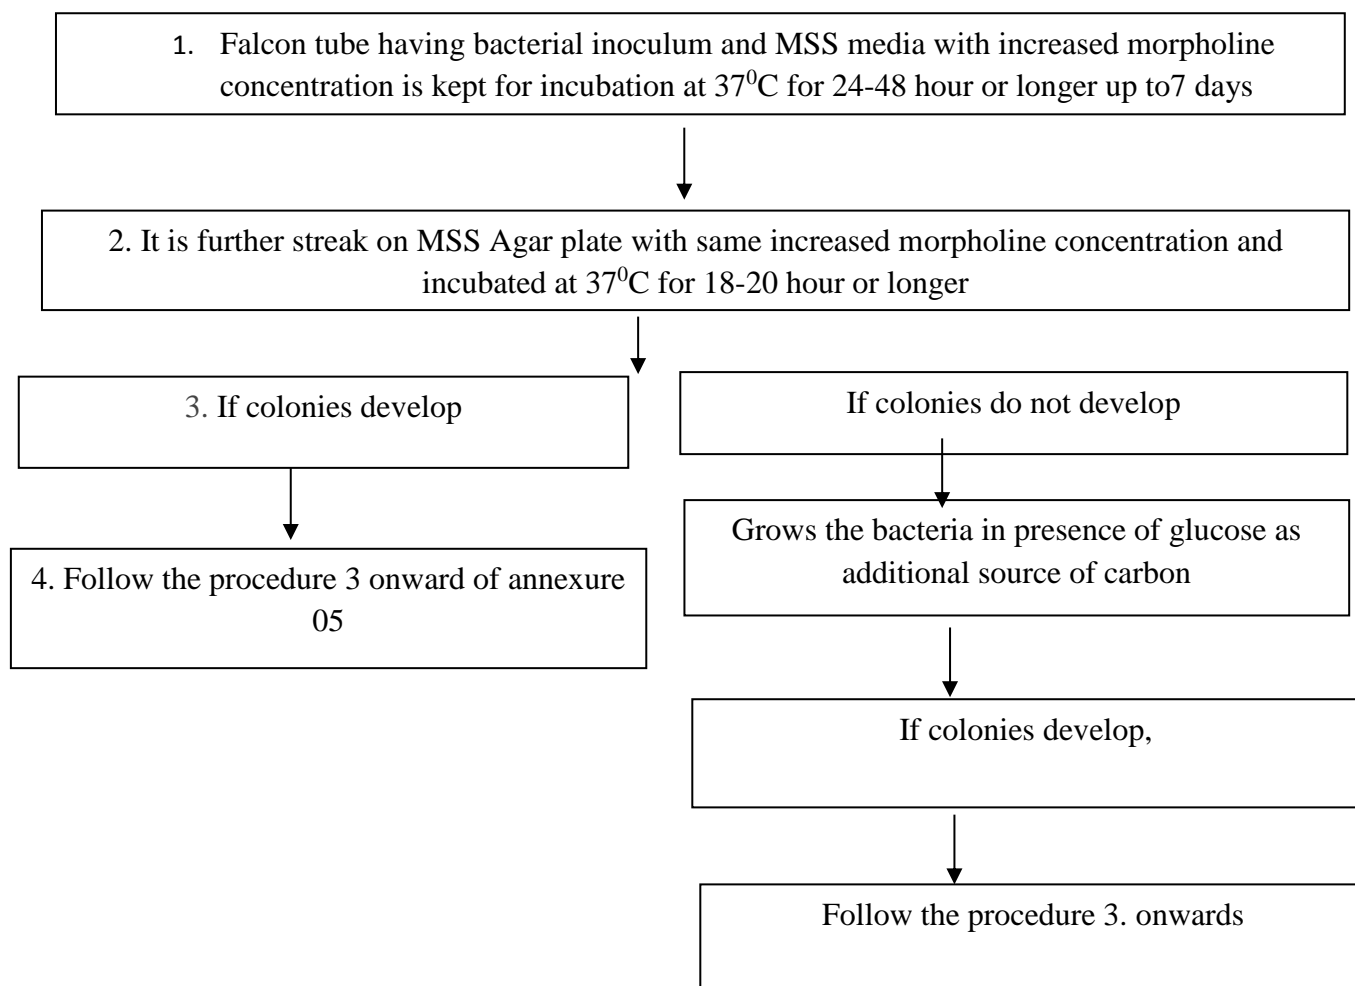 1. Falcon tube having bacterial inoculum and MSS media with increased morpholine
concentration is kept for incubation at 37⁰C for 24-48 hour or longer up to7 days
2. It is further streak on MSS Agar plate with same increased morpholine concentration and
incubated at 37⁰C for 18-20 hour or longer
3. If colonies develop
If colonies do not develop
4. Follow the procedure 3 onward of annexure
05
Grows the bacteria in presence of glucose as
additional source of carbon
If colonies develop,
Follow the procedure 3. onwards